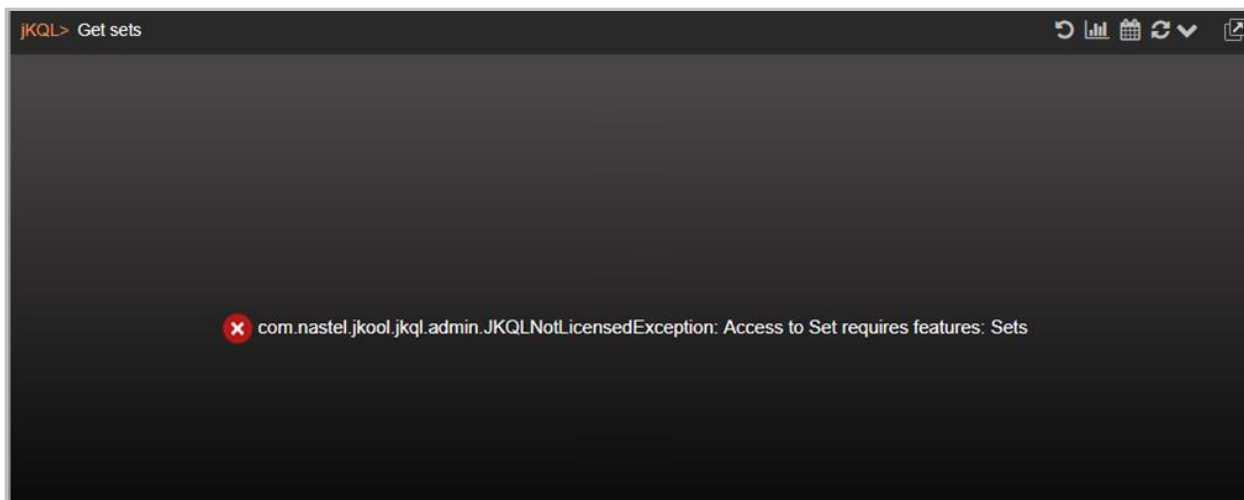 jKQL> Get sets
com.nastel.jkool.jkql.admin.JKQLNotLicensedException: Access to Set requires features: Sets